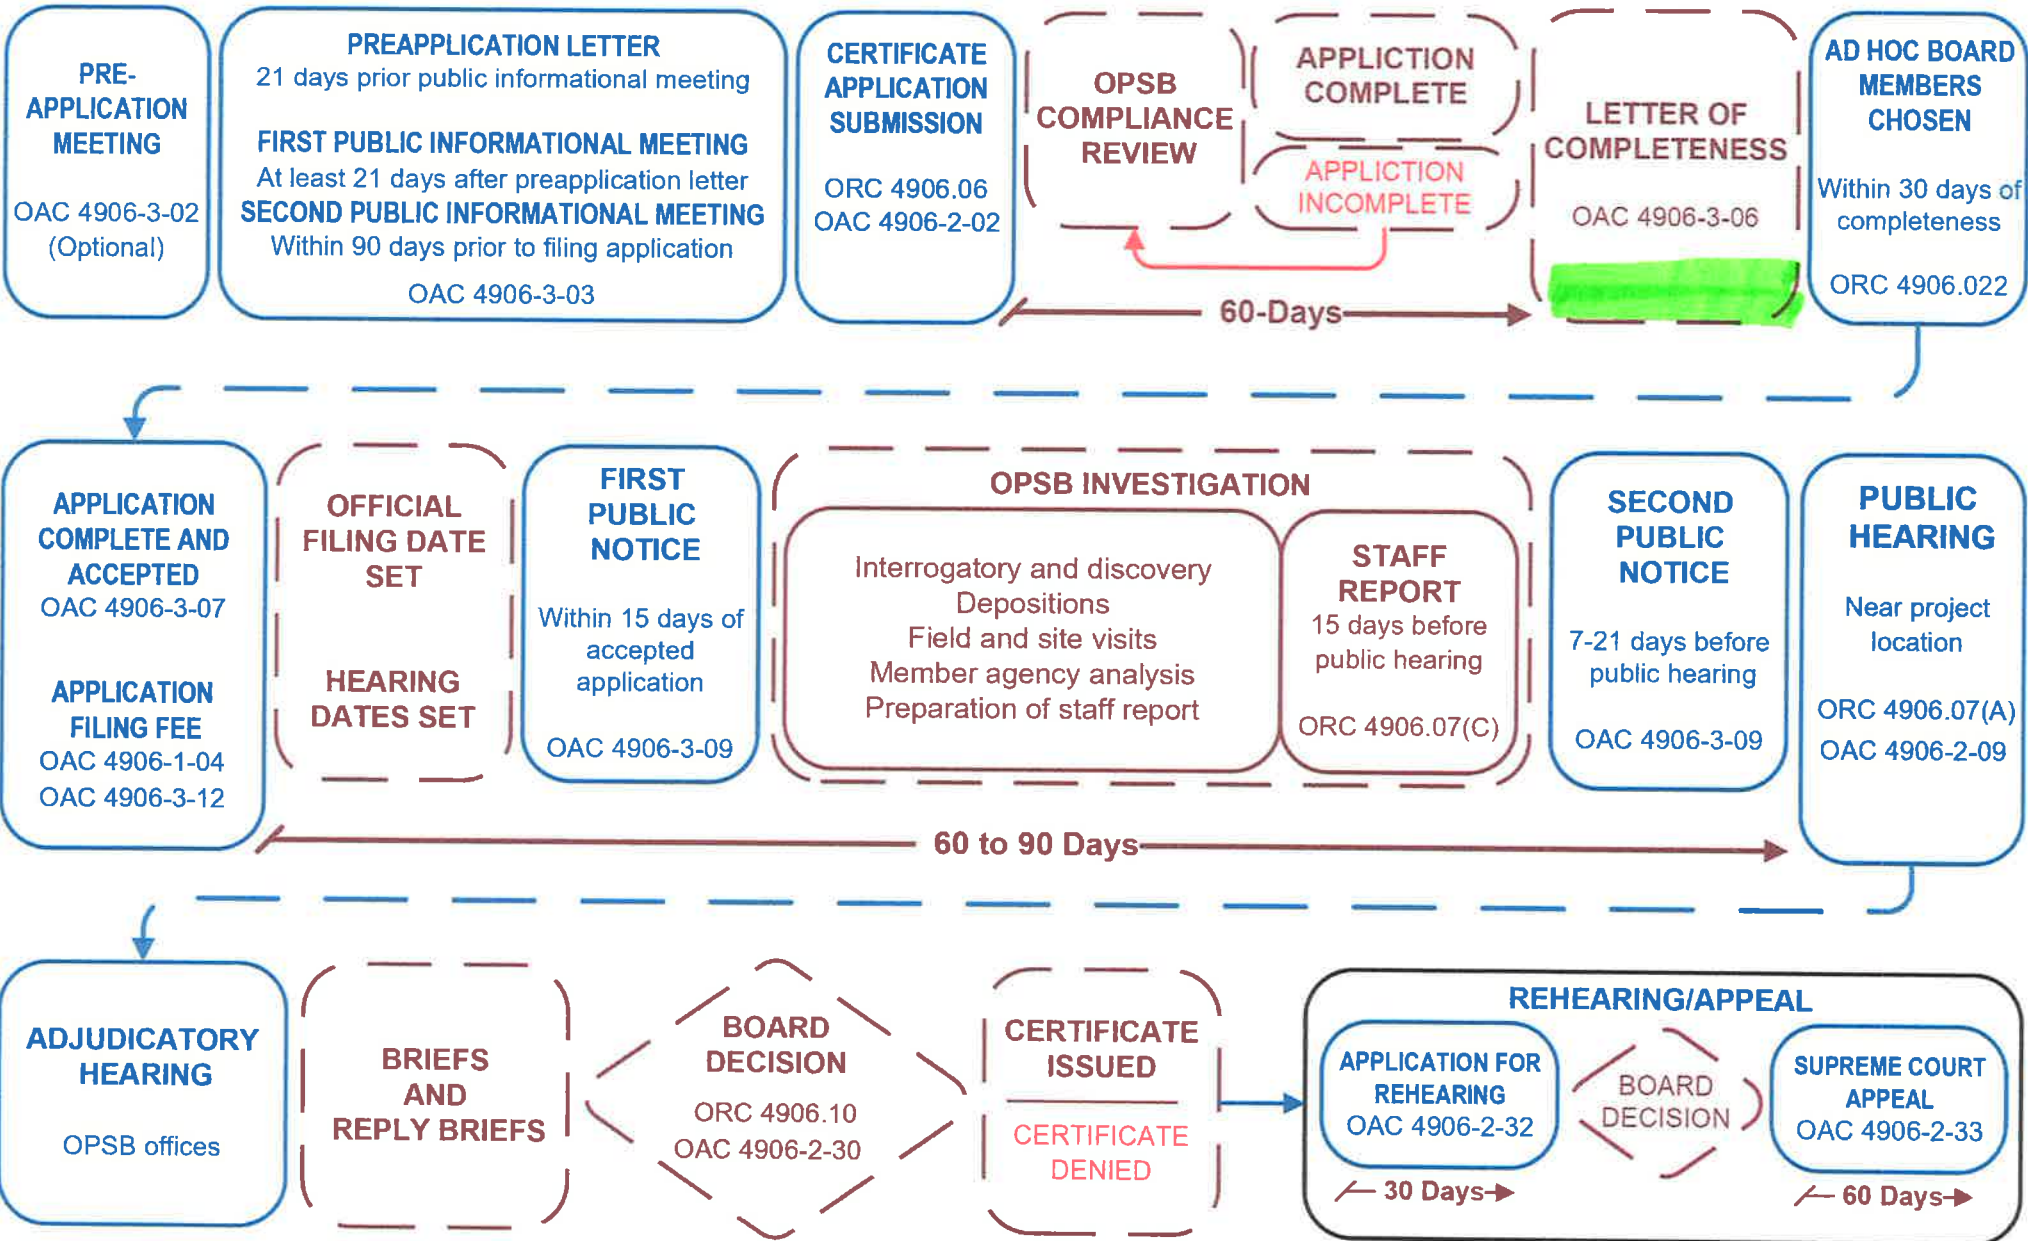 PRE-
APPLICATION
MEETING
OAC 4906-3-02
(Optional)
PREAPPLICATION LETTER
21 days prior public informational meeting
FIRST PUBLIC INFORMATIONAL MEETING
At least 21 days after preapplication letter
SECOND PUBLIC INFORMATIONAL MEETING
Within 90 days prior to filing application
OAC 4906-3-03
CERTIFICATE
APPLICATION
SUBMISSION
ORC 4906.06
OAC 4906-2-02
OPSB
COMPLIANCE
REVIEW
APPLICTION
COMPLETE
APPLICTION
INCOMPLETE
60-Days
LETTER OF
COMPLETENESS
OAC 4906-3-06
AD HOC BOARD
MEMBERS
CHOSEN
Within 30 days of
completeness
ORC 4906.022
APPLICATION
COMPLETE AND
ACCEPTED
OAC 4906-3-07
APPLICATION
FILING FEE
OAC 4906-1-04
OAC 4906-3-12
OFFICIAL
FILING DATE
SET
HEARING
DATES SET
FIRST
PUBLIC
NOTICE
Within 15 days of
accepted
application
OAC 4906-3-09
OPSB INVESTIGATION
Interrogatory and discovery
Depositions
Field and site visits
Member agency analysis
Preparation of staff report
STAFF
REPORT
15 days before
public hearing
ORC 4906.07(C)
SECOND
PUBLIC
NOTICE
7-21 days before
public hearing
OAC 4906-3-09
PUBLIC
HEARING
Near project
location
ORC 4906.07(A)
OAC 4906-2-09
60 to 90 Days
ADJUDICATORY
HEARING
OPSB offices
BRIEFS
AND
REPLY BRIEFS
BOARD
DECISION
ORC 4906.10
OAC 4906-2-30
CERTIFICATE
ISSUED
CERTIFICATE
DENIED
REHEARING/APPEAL
APPLICATION FOR
REHEARING
OAC 4906-2-32
30 Days
BOARD
DECISION
SUPREME COURT
APPEAL
OAC 4906-2-33
60 Days